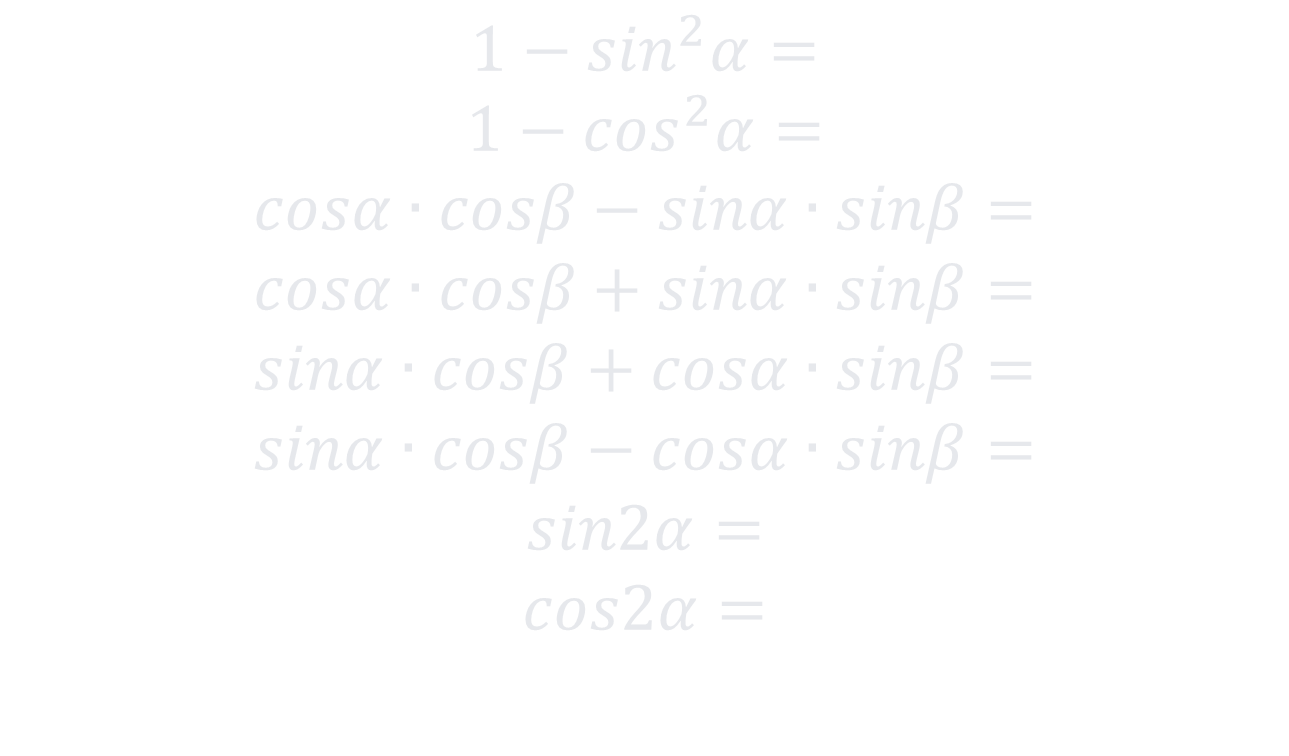 1 − sin²α =
1 − cos²α =
cosα · cosβ − sinα · sinβ =
cosα · cosβ + sinα · sinβ =
sinα · cosβ + cosα · sinβ =
sinα · cosβ − cosα · sinβ =
sin2α =
cos2α =